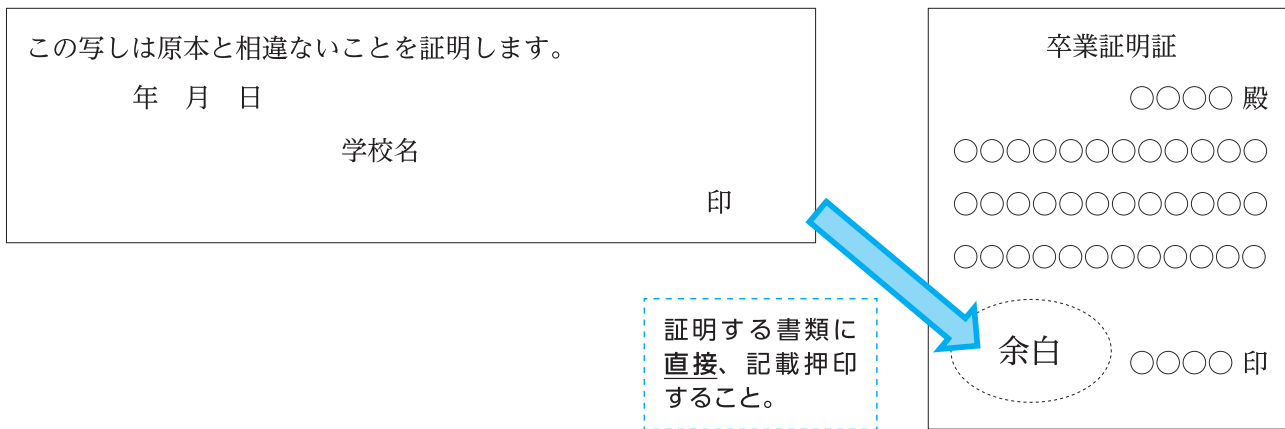 この写しは原本と相違ないことを証明します。
年　月　日
学校名
印
卒業証明証
○○○○ 殿
○○○○○○○○○○○○
○○○○○○○○○○○○
○○○○○○○○○○○○
余白
○○○○ 印
証明する書類に
直接、記載押印
すること。